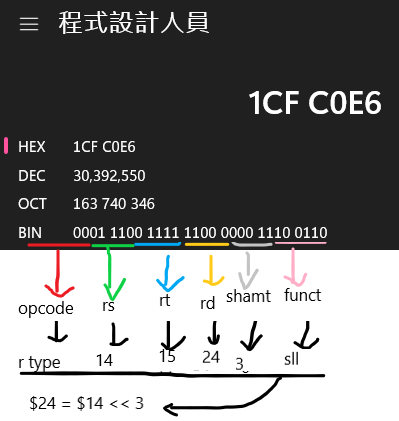 程式設計人員
1CF C0E6
HEX 1CF C0E6
DEC 30,392,550
OCT 163 740 346
BIN 0001 1100 1111 1100 0000 1110 0110
opcode rs rt rd shamt funct
r type 14 15 24 3 sll
$24 = $14 << 3